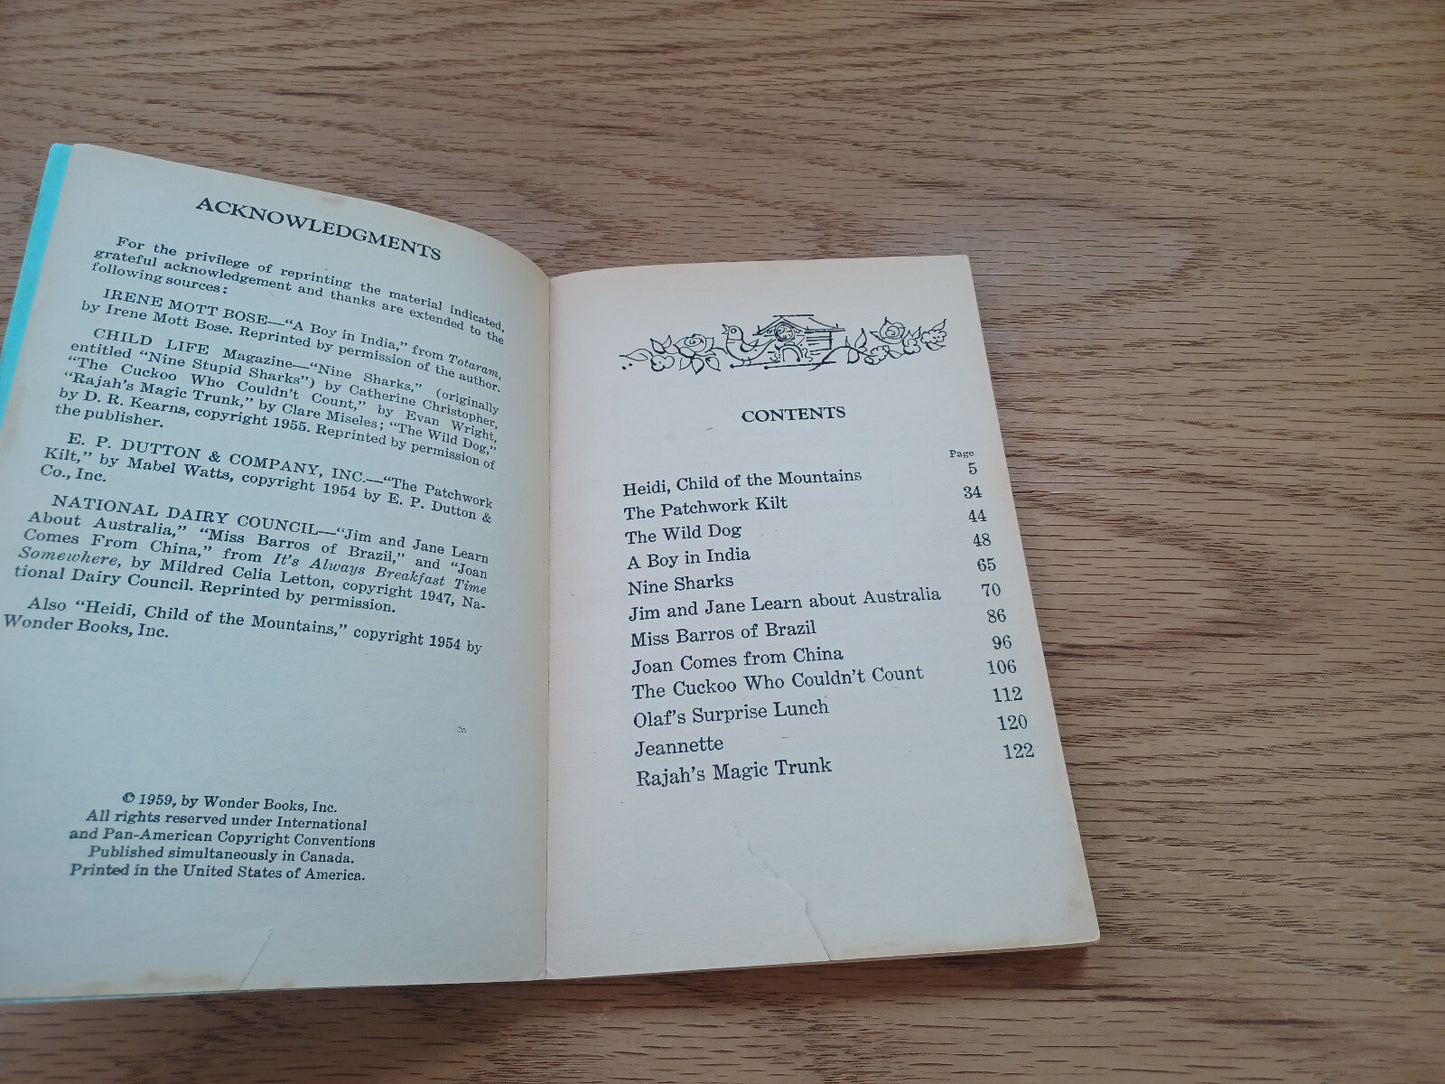 ACKNOWLEDGMENTS
For the privilege of reprinting the material indicated,
grateful acknowledgement and thanks are extended to the
following sources:
IRENE MOTT BOSE—“A Boy in India,” from Totaram,
by Irene Mott Bose. Reprinted by permission of the author.
CHILD LIFE Magazine—“Nine Sharks,” (originally
entitled “Nine Stupid Sharks”) by Catherine Christopher,
“The Cuckoo Who Couldn’t Count,” by Evan Wright,
“Rajah’s Magic Trunk,” by Clare Miseles; “The Wild Dog,”
by D. R. Kearns, copyright 1955. Reprinted by permission of
the publisher.
E. P. DUTTON & COMPANY, INC.—“The Patchwork
Kilt,” by Mabel Watts, copyright 1954 by E. P. Dutton &
Co., Inc.
NATIONAL DAIRY COUNCIL—“Jim and Jane Learn
About Australia,” “Miss Barros of Brazil,” and “Joan
Comes From China,” from It’s Always Breakfast Time
Somewhere, by Mildred Celia Letton, copyright 1947, Na-
tional Dairy Council. Reprinted by permission.
Also “Heidi, Child of the Mountains,” copyright 1954 by
Wonder Books, Inc.
© 1959, by Wonder Books, Inc.
All rights reserved under International
and Pan-American Copyright Conventions
Published simultaneously in Canada.
Printed in the United States of America.
CONTENTS
Page
Heidi, Child of the Mountains 5
The Patchwork Kilt 34
The Wild Dog 44
A Boy in India 48
Nine Sharks 65
Jim and Jane Learn about Australia 70
Miss Barros of Brazil 86
Joan Comes from China 96
The Cuckoo Who Couldn’t Count 106
Olaf’s Surprise Lunch 112
Jeannette 120
Rajah’s Magic Trunk 122